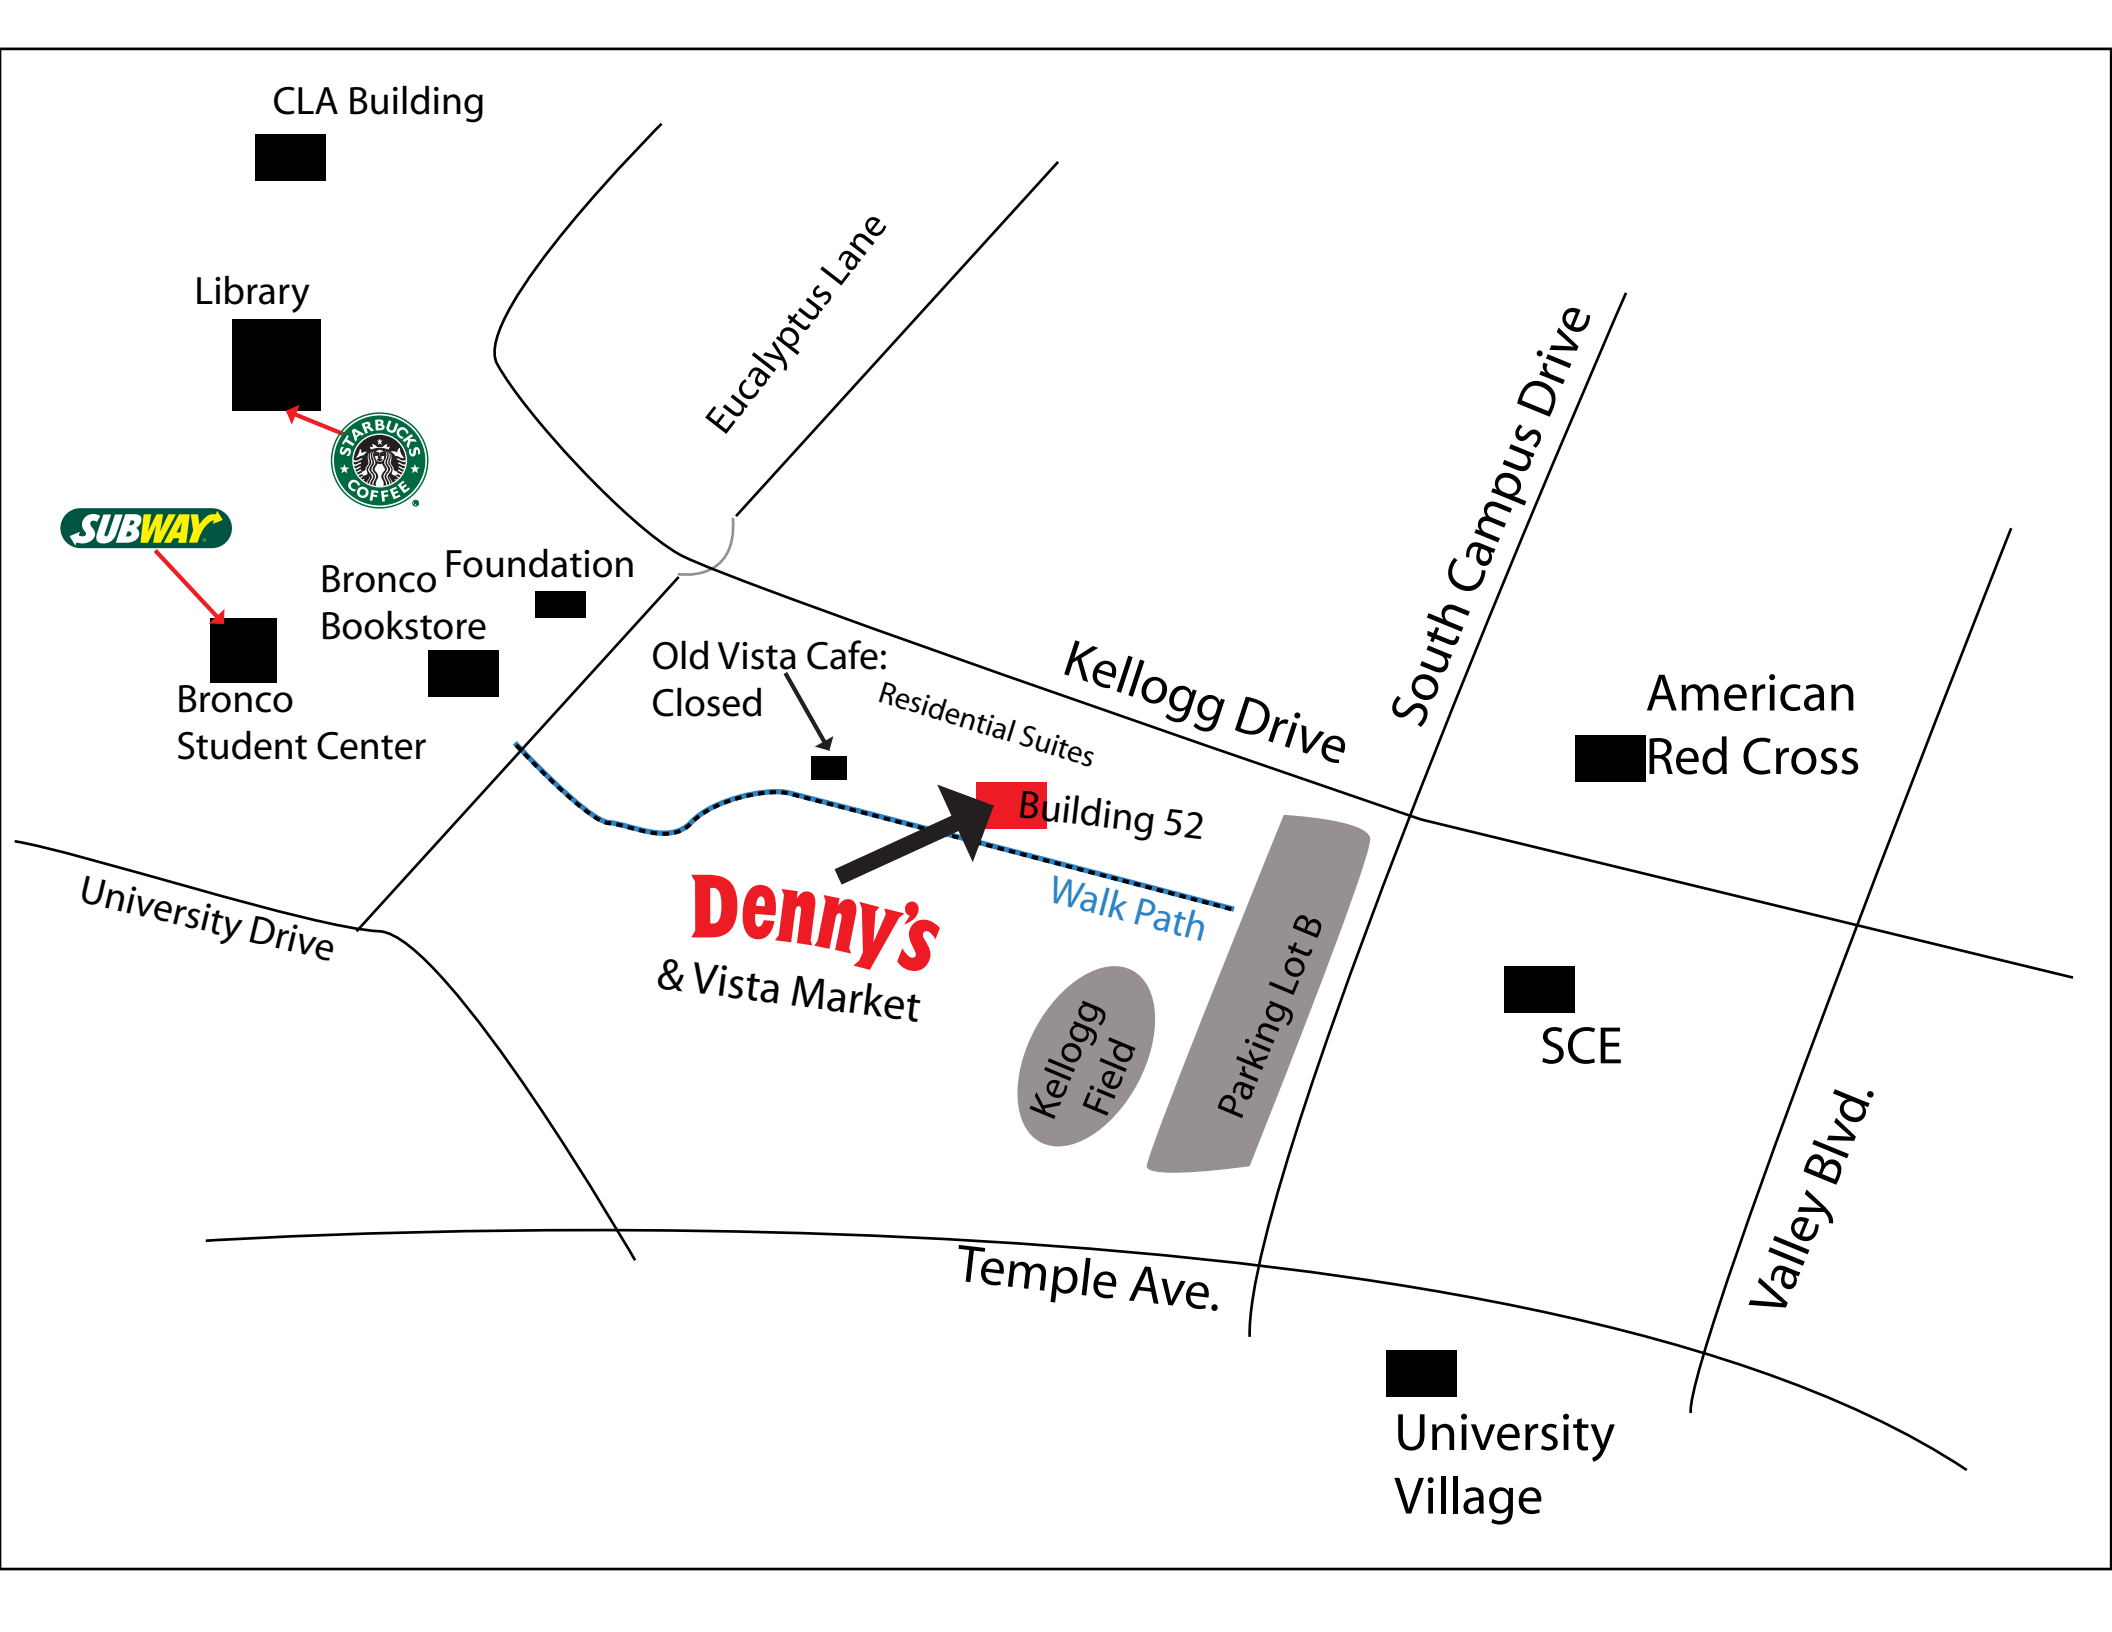 CLA Building
Eucalyptus Lane
Library
STARBUCKS
COFFEE
SUBWAY
South Campus Drive
Foundation
Bronco
Bookstore
Old Vista Cafe:
Closed
Residential Suites
Kellogg Drive
American
Red Cross
Bronco
Student Center
Building 52
University Drive
Denny's
& Vista Market
Walk Path
Parking Lot B
Kellogg
Field
SCE
Valley Blvd.
Temple Ave.
University
Village